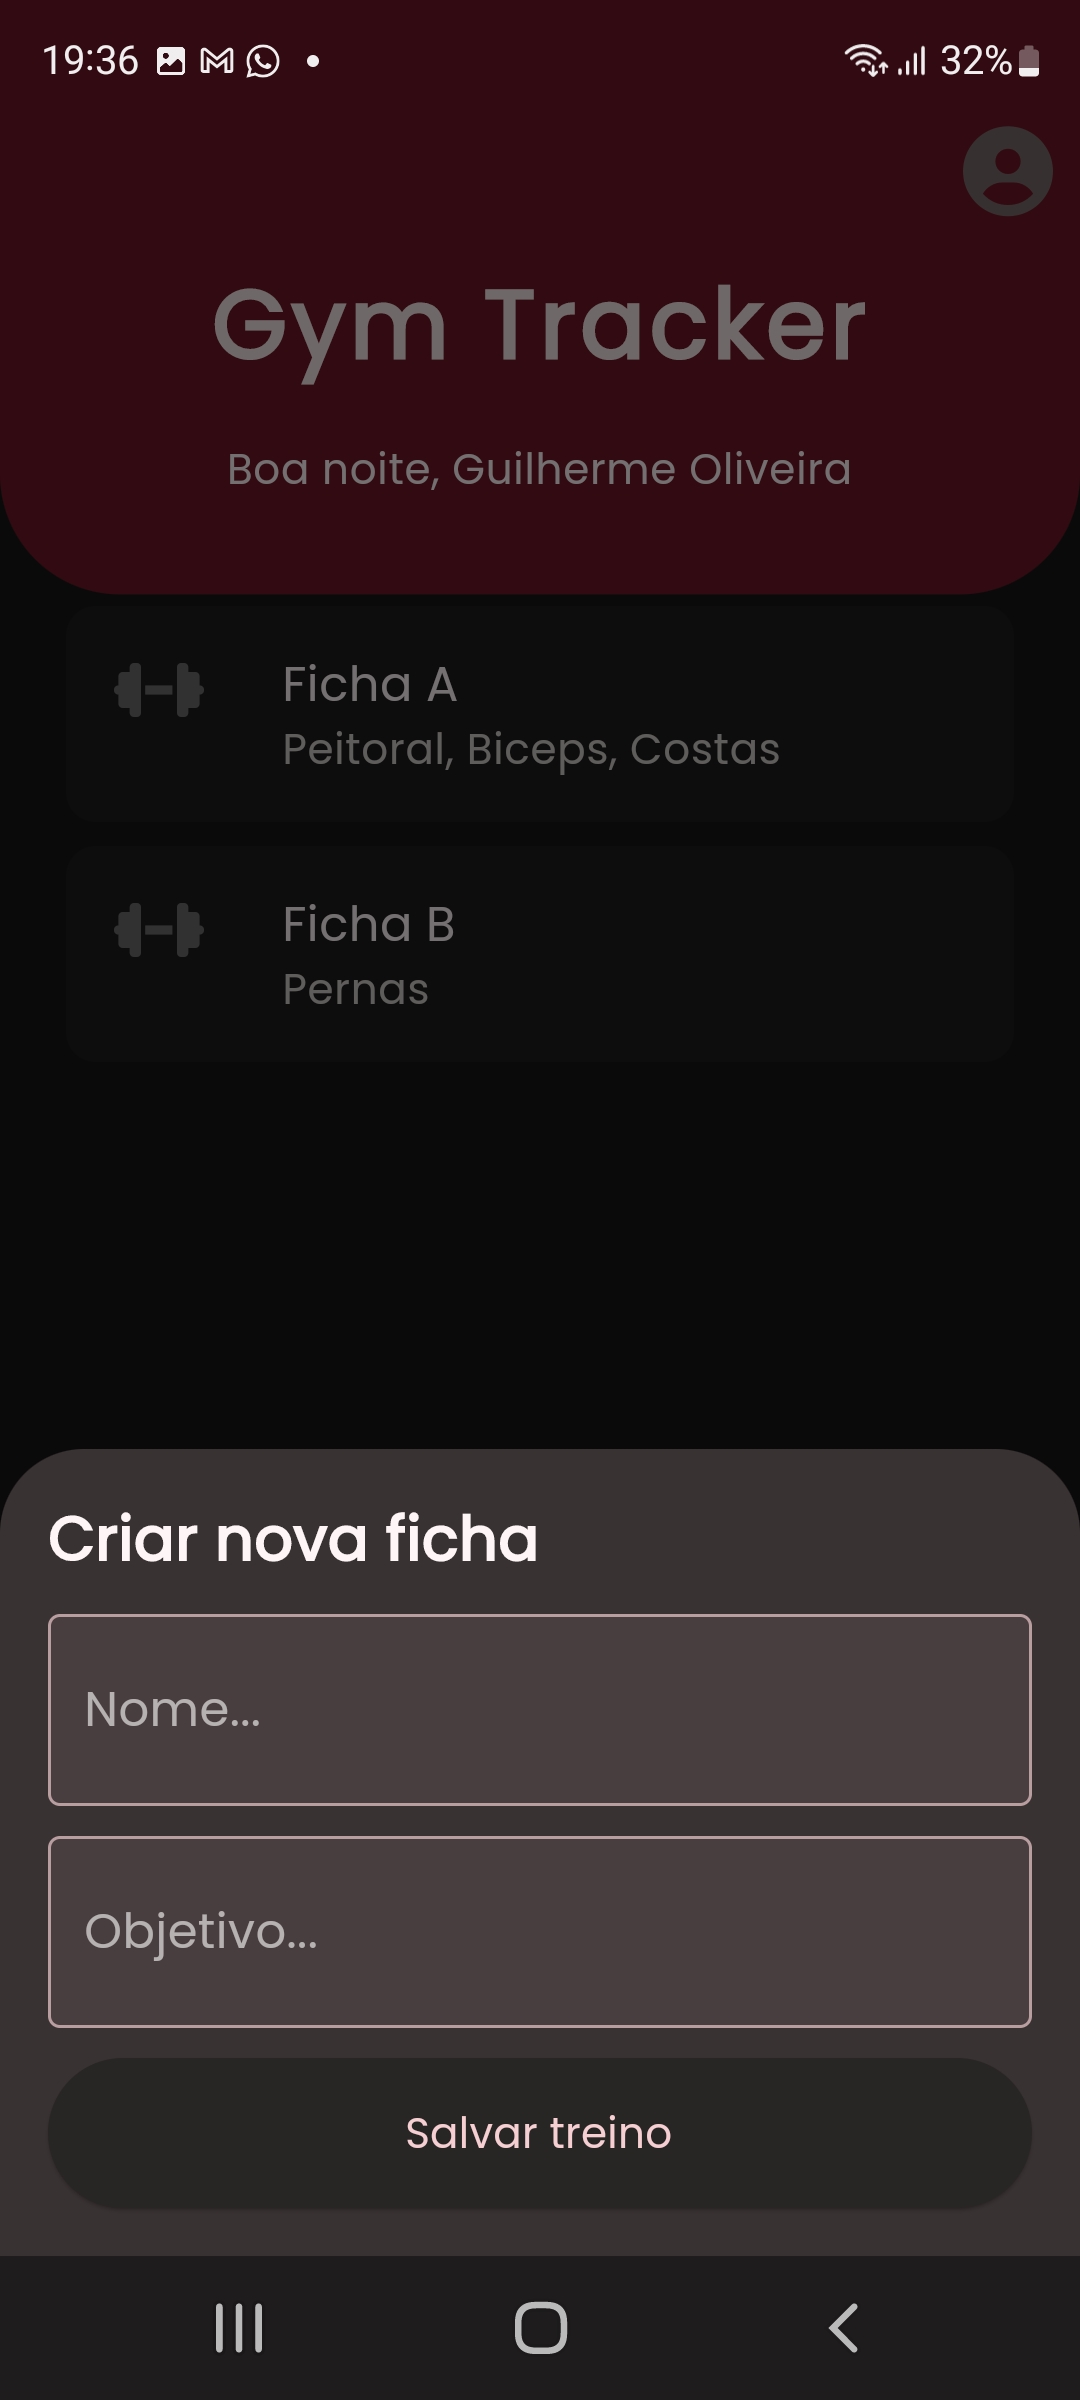 19:36
32%
Gym Tracker
Boa noite, Guilherme Oliveira
Ficha A
Peitoral, Biceps, Costas
Ficha B
Pernas
Criar nova ficha
Nome...
Objetivo...
Salvar treino